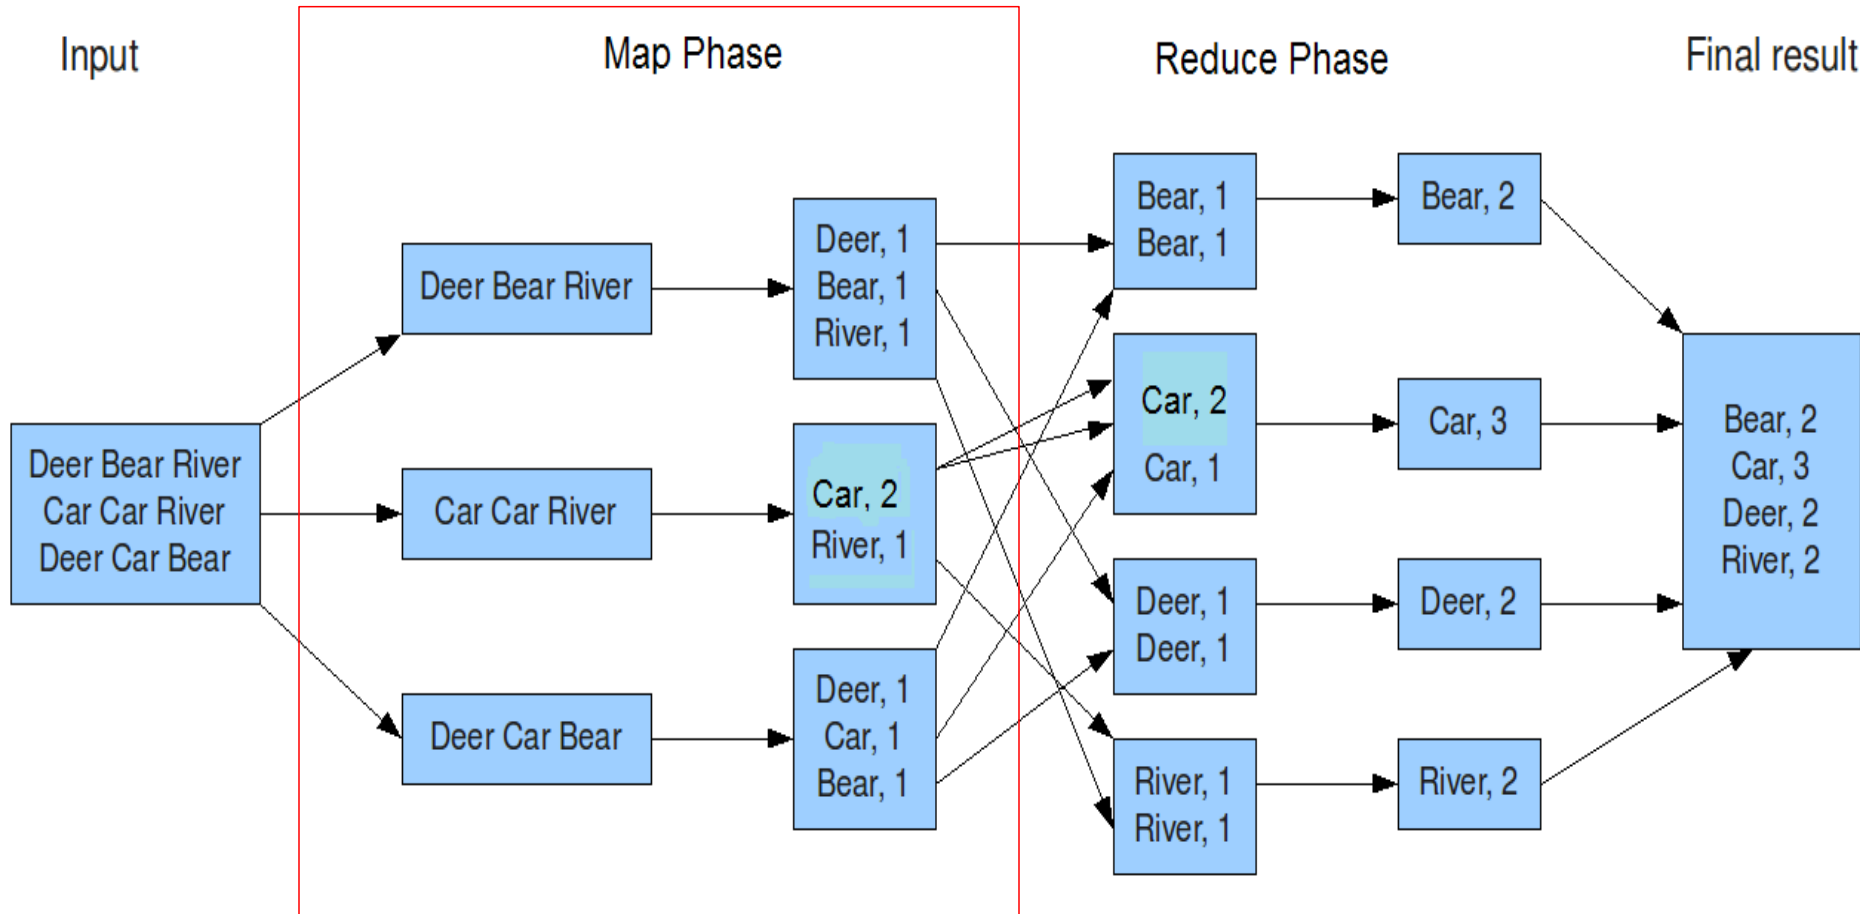 Input
Map Phase
Reduce Phase
Final result
Deer Bear River
Car Car River
Deer Car Bear
Deer Bear River
Car Car River
Deer Car Bear
Deer, 1
Bear, 1
River, 1
Car, 2
River, 1
Deer, 1
Car, 1
Bear, 1
Bear, 1
Bear, 1
Car, 2
Car, 1
Deer, 1
Deer, 1
River, 1
River, 1
Bear, 2
Car, 3
Deer, 2
River, 2
Bear, 2
Car, 3
Deer, 2
River, 2